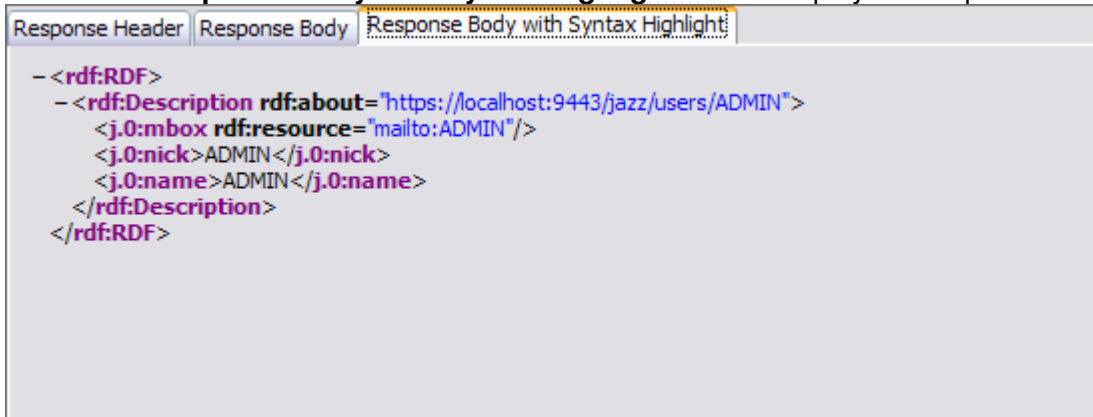 Response Header Response Body Response Body with Syntax Highlight
– <rdf:RDF>
– <rdf:Description rdf:about="https://localhost:9443/jazz/users/ADMIN">
<j.0:mbox rdf:resource="mailto:ADMIN"/>
<j.0:nick>ADMIN</j.0:nick>
<j.0:name>ADMIN</j.0:name>
</rdf:Description>
</rdf:RDF>